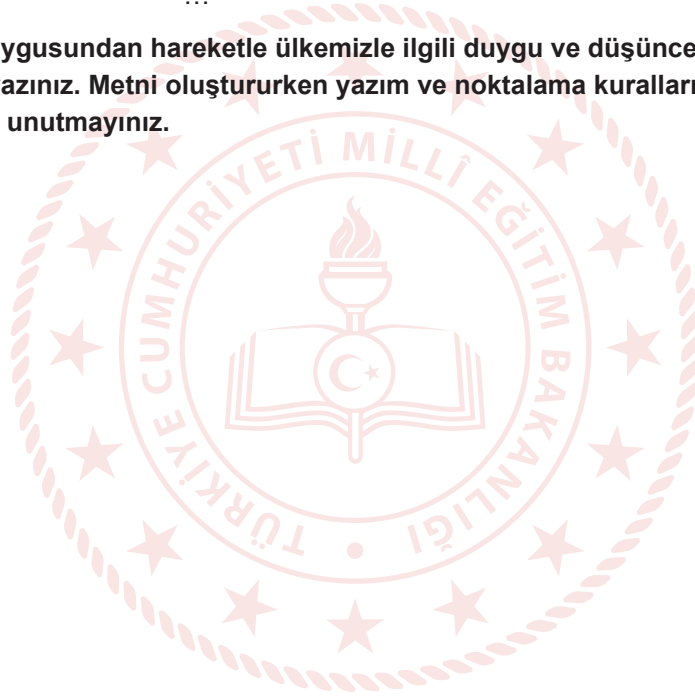 ...
ygusundan hareketle ülkemizle ilgili duygu ve düşünce
azınız. Metni oluştururken yazım ve noktalama kuralları
unutmayınız.
TÜRKİYE CUMHURİYETİ MİLLÎ EĞİTİM BAKANLIĞI